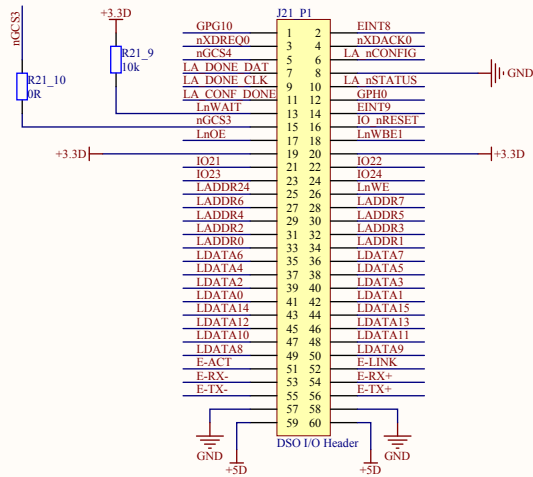 nGCS3
+3.3D
R21_9
10k
R21_10
0R
J21_P1
GPG10 1 2 EINT8
nXDREQ0 3 4 nXDACK0
nGCS4 5 6 LA_nCONFIG
LA_DONE_DAT 7 8 GND
LA_DONE_CLK 9 10 LA_nSTATUS
LA_CONF_DONE 11 12 GPH0
LnWAIT 13 14 EINT9
nGCS3 15 16 IO_nRESET
LnOE 17 18 LnWBE1
+3.3D 19 20 +3.3D
IO21 21 22 IO22
IO23 23 24 IO24
LADDR24 25 26 LnWE
LADDR6 27 28 LADDR7
LADDR4 29 30 LADDR5
LADDR2 31 32 LADDR3
LADDR0 33 34 LADDR1
LDATA6 35 36 LDATA7
LDATA4 37 38 LDATA5
LDATA2 39 40 LDATA3
LDATA0 41 42 LDATA1
LDATA14 43 44 LDATA15
LDATA12 45 46 LDATA13
LDATA10 47 48 LDATA11
LDATA8 49 50 LDATA9
E-ACT 51 52 E-LINK
E-RX- 53 54 E-RX+
E-TX- 55 56 E-TX+
57 58
59 60
DSO I/O Header
GND GND
+5D +5D